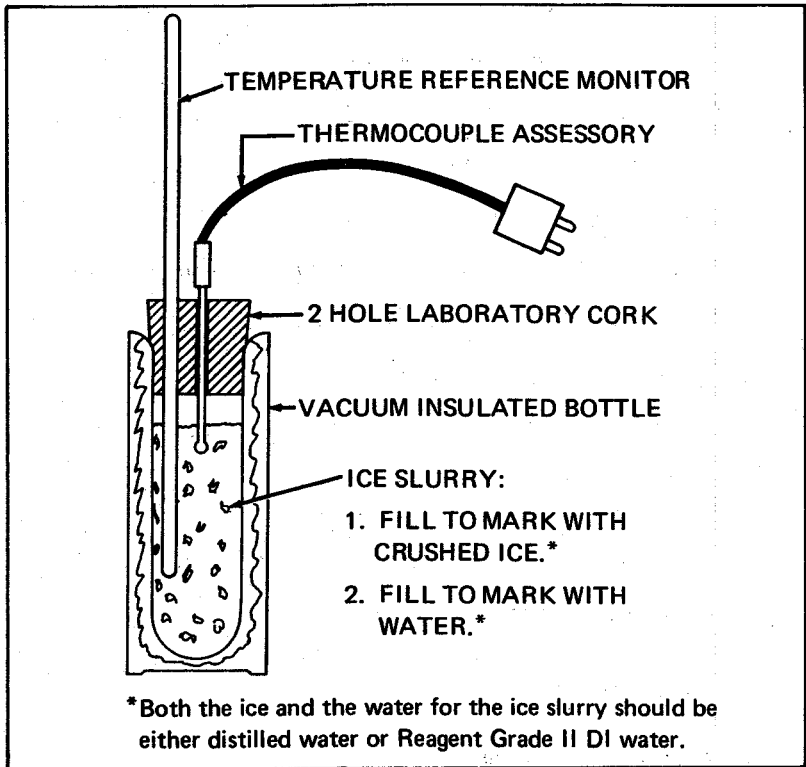 TEMPERATURE REFERENCE MONITOR
THERMOCOUPLE ASSESSORY
2 HOLE LABORATORY CORK
VACUUM INSULATED BOTTLE
ICE SLURRY:
1. FILL TO MARK WITH
CRUSHED ICE.*
2. FILL TO MARK WITH
WATER.*
*Both the ice and the water for the ice slurry should be
either distilled water or Reagent Grade II DI water.